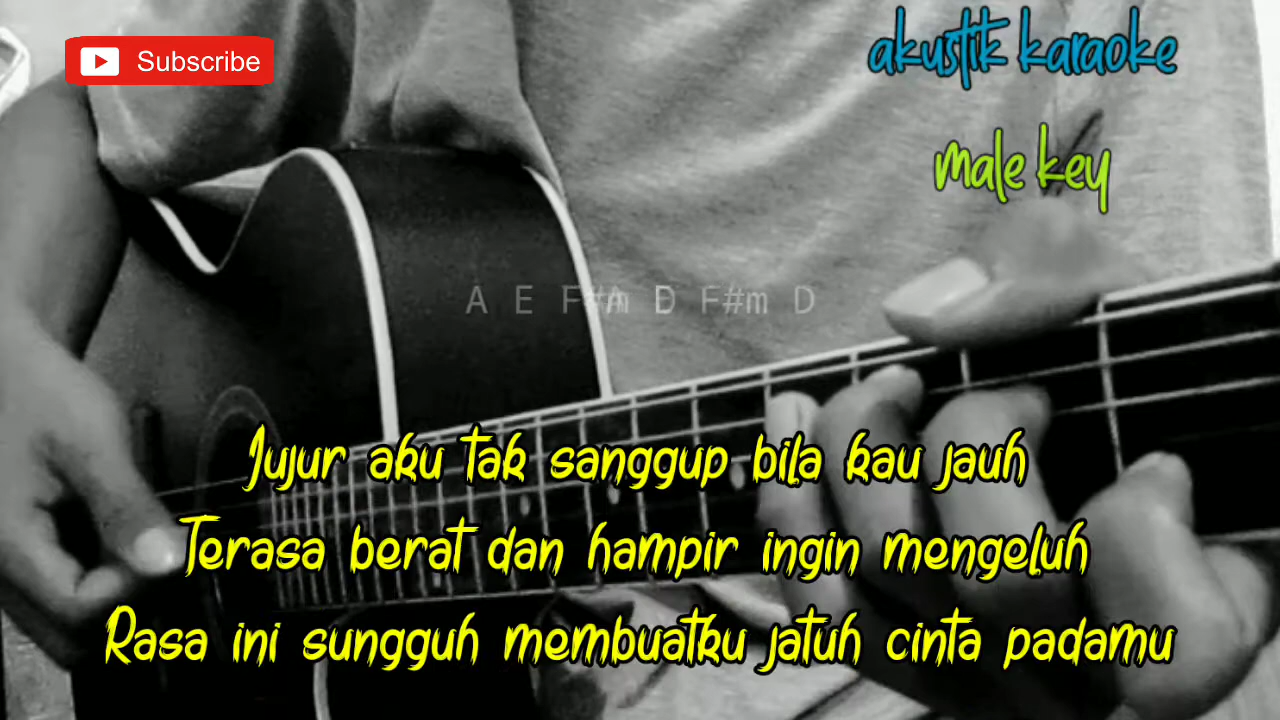 Subscribe
akustik karaoke
male key
A E F#m D F#m D
Jujur aku tak sanggup bila kau jauh
Terasa berat dan hampir ingin mengeluh
Rasa ini sungguh membuatku jatuh cinta padamu